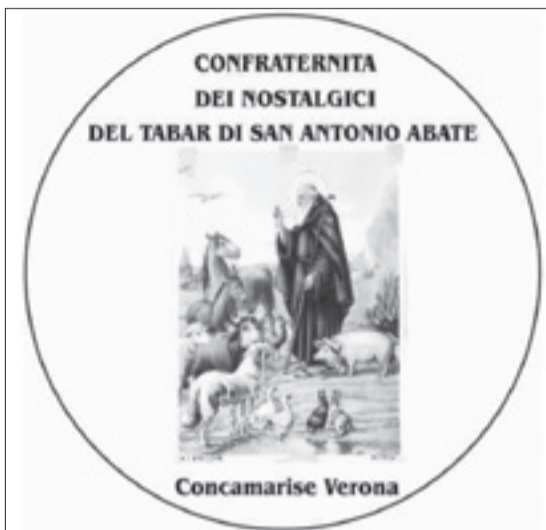 CONFRATERNITA
DEI NOSTALGICI
DEL TABAR DI SAN ANTONIO ABATE
Concamarise Verona